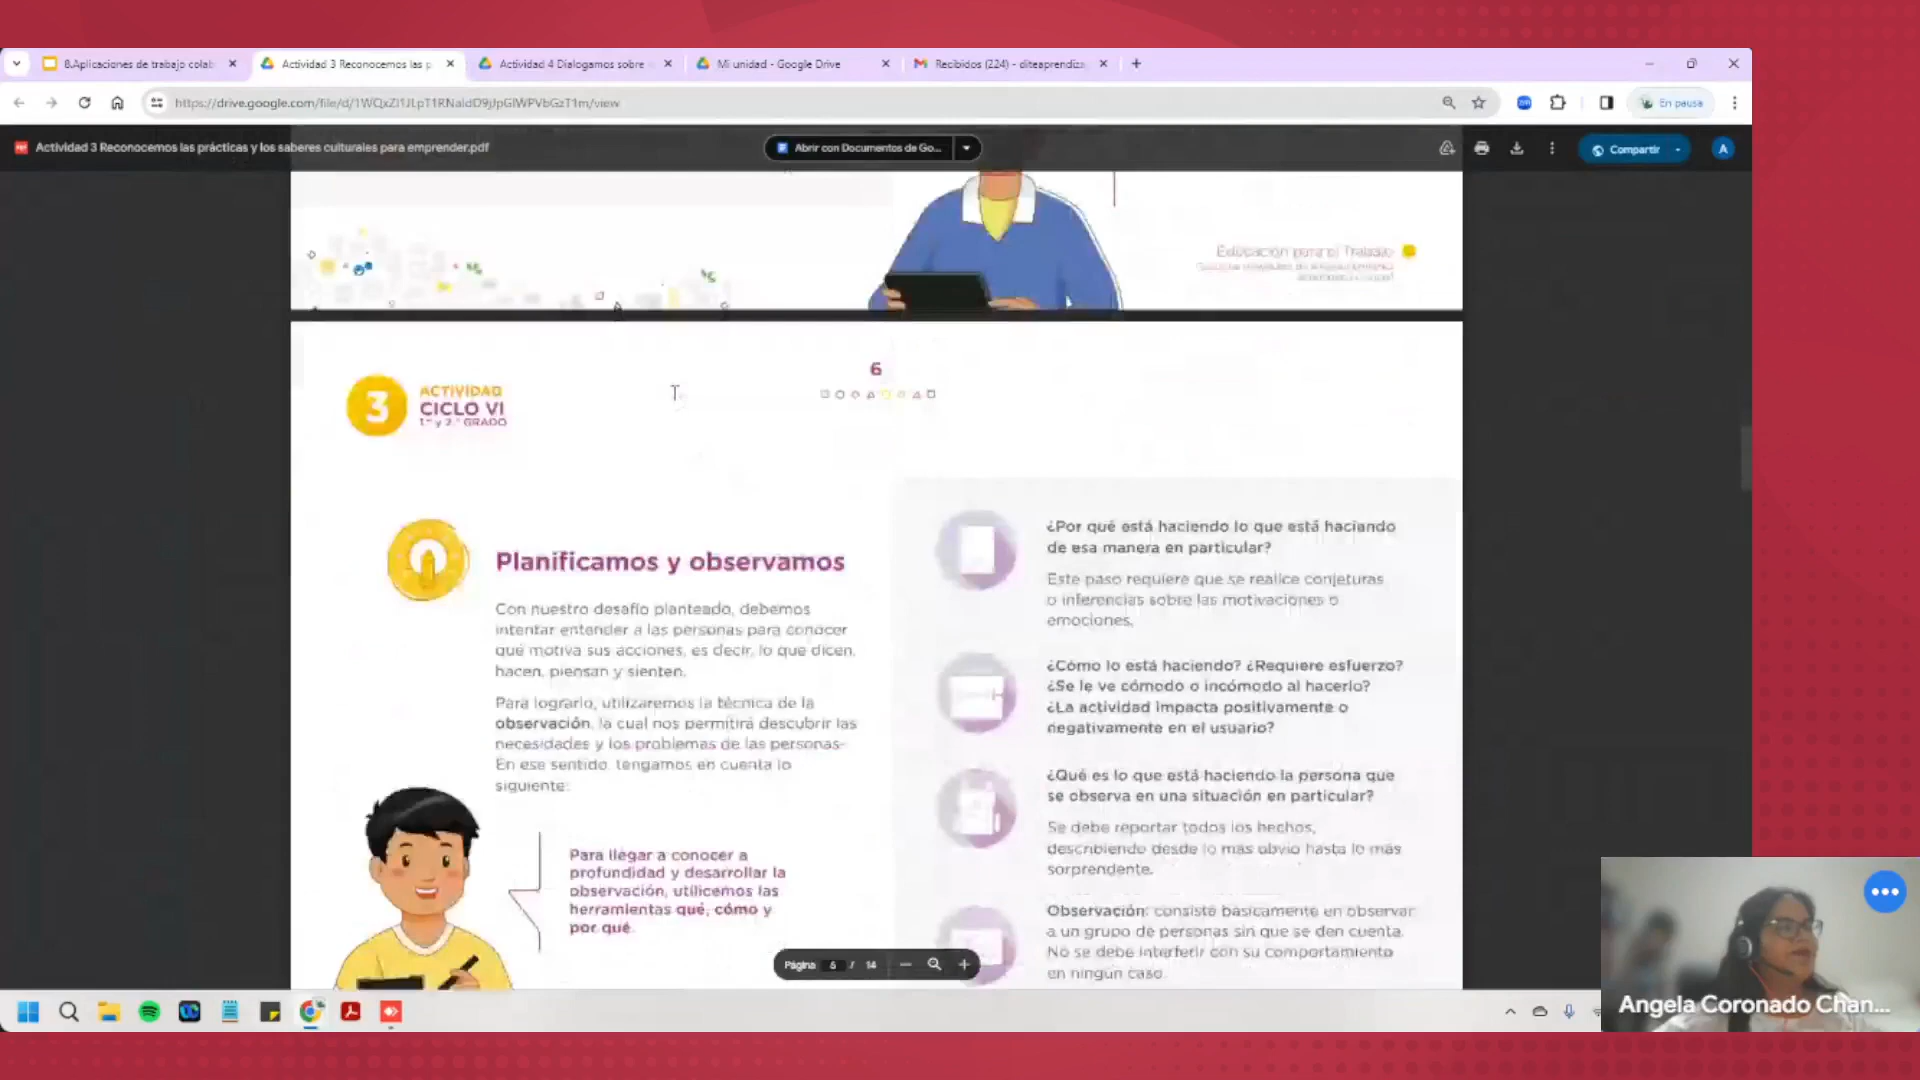 8.Aplicaciones de trabajo colab
Actividad 3 Reconocemos las p
Actividad 4 Dialogamos sobre
Mi unidad - Google Drive
Recibidos (224) - diteaprendiza
En pausa
Actividad 3 Reconocemos las prácticas y los saberes culturales para emprender.pdf
Abrir con Documentos de Go...
Compartir
A
Educación para el Trabajo
6
3
ACTIVIDAD
CICLO VI
1.° y 2.° GRADO
Planificamos y observamos
Con nuestro desafío planteado, debemos
intentar entender a las personas para conocer
qué motiva sus acciones, es decir, lo que dicen,
hacen, piensan y sienten.
Para lograrlo, utilizaremos la técnica de la
observación, la cual nos permitirá descubrir las
necesidades y los problemas de las personas-
En ese sentido, tengamos en cuenta lo
siguiente:
Para llegar a conocer a
profundidad y desarrollar la
observación, utilicemos las
herramientas qué, cómo y
por qué.
¿Por qué está haciendo lo que está haciendo
de esa manera en particular?
Este paso requiere que se realice conjeturas
o inferencias sobre las motivaciones o
emociones.
¿Cómo lo está haciendo? ¿Requiere esfuerzo?
¿Se le ve cómodo o incómodo al hacerlo?
¿La actividad impacta positivamente o
negativamente en el usuario?
¿Qué es lo que está haciendo la persona que
se observa en una situación en particular?
Se debe reportar todos los hechos,
describiendo desde lo más obvio hasta lo más
sorprendente.
Observación: consiste básicamente en observar
a un grupo de personas sin que se den cuenta.
No se debe interferir con su comportamiento
en ningún caso.
Página 6 / 14
Angela Coronado Chan...